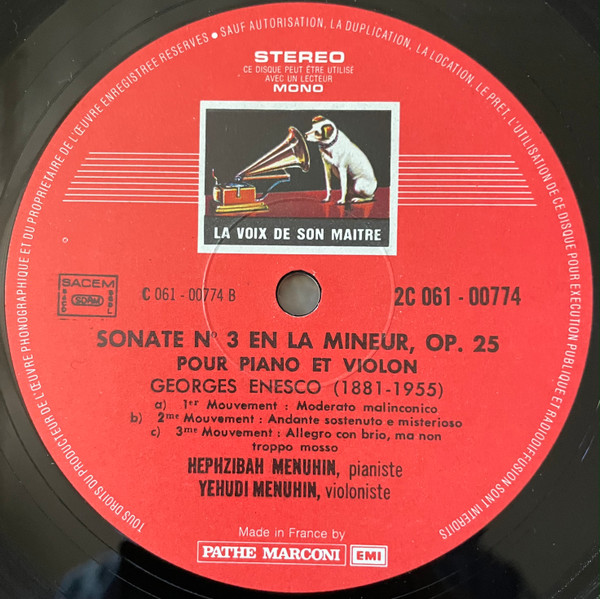 TOUS DROITS DU PRODUCTEUR DE L'ŒUVRE PHONOGRAPHIQUE ET DU PROPRIETAIRE DE L'ŒUVRE ENREGISTREE RESERVES • SAUF AUTORISATION, LA DUPLICATION, LA LOCATION, LE PRET, L'UTILISATION DE CE DISQUE POUR EXECUTION PUBLIQUE ET RADIODIFFUSION SONT INTERDITS
STEREO
CE DISQUE PEUT ÊTRE UTILISÉ
AVEC UN LECTEUR
MONO
LA VOIX DE SON MAITRE
SACEM
SDRM
C 061 - 00774 B
2C 061 - 00774
SONATE N° 3 EN LA MINEUR, OP. 25
POUR PIANO ET VIOLON
GEORGES ENESCO (1881-1955)
a) 1er Mouvement : Moderato malinconico
b) 2me Mouvement : Andante sostenuto e misterioso
c) 3me Mouvement : Allegro con brio, ma non
troppo mosso
HEPHZIBAH MENUHIN, pianiste
YEHUDI MENUHIN, violoniste
Made in France by
PATHE MARCONI EMI